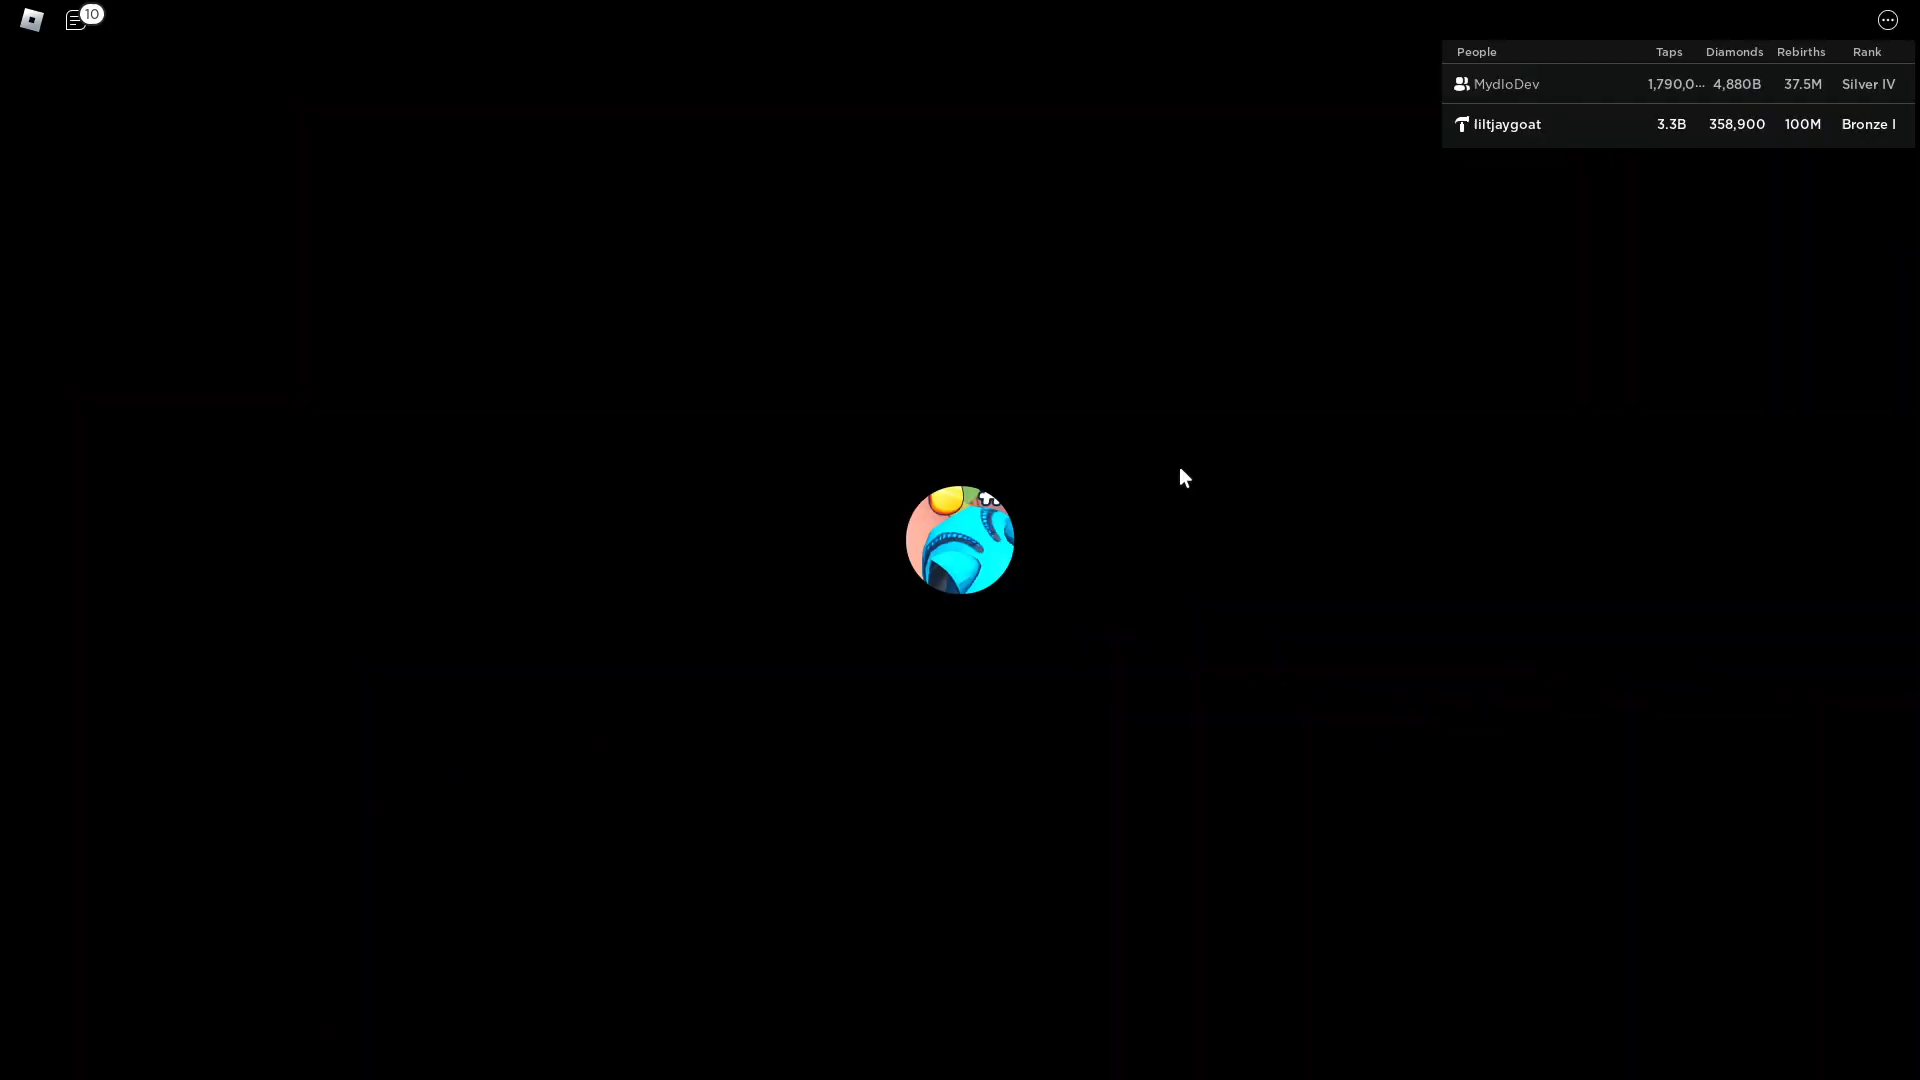 10
People Taps Diamonds Rebirths Rank
MydloDev 1,790,0... 4,880B 37.5M Silver IV
liltjaygoat 3.3B 358,900 100M Bronze I